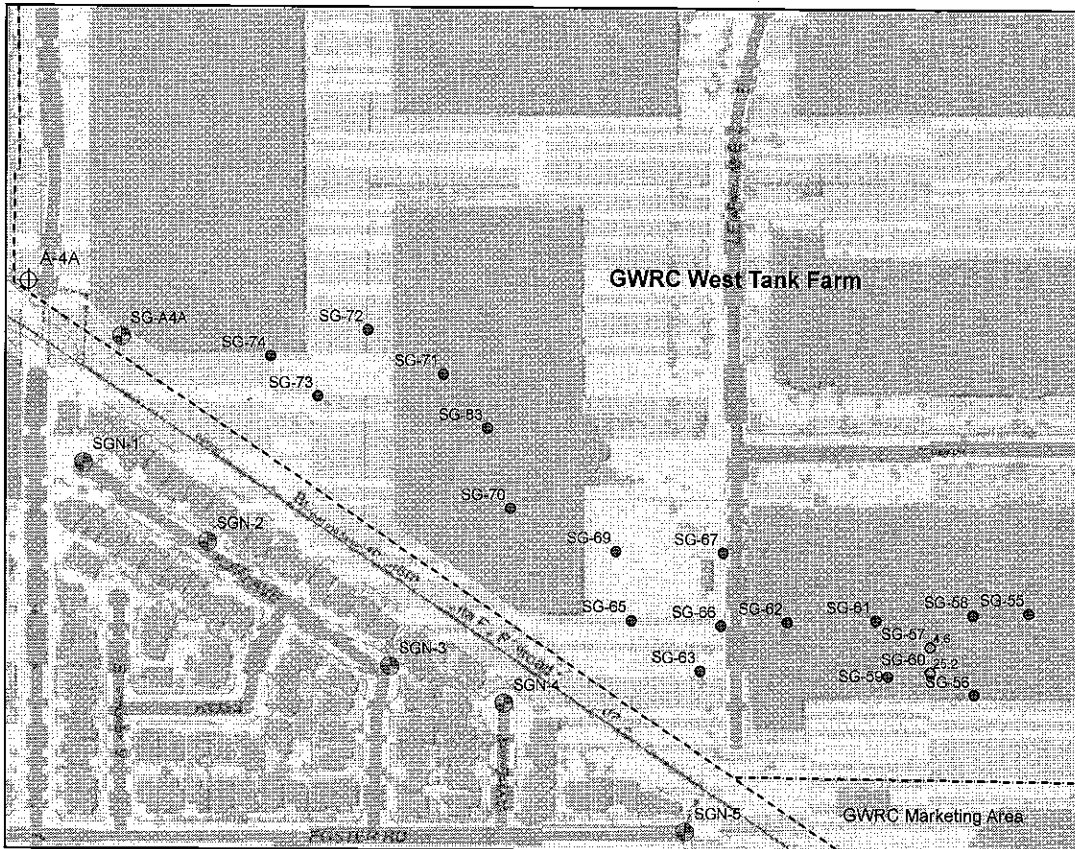 A-4A
GWRC West Tank Farm
SG-A4A
SG-72
SG-74
SG-71
SG-73
SG-83
SGN-1
SG-70
SGN-2
SG-69
SG-67
SG-65
SG-66
SG-62
SG-61
SG-58
SG-55
SG-57
4.6
SGN-3
SG-63
SG-60
25.2
SG-59
SG-56
SGN-4
GWRC Marketing Area
SGN-5
FOSTER RD